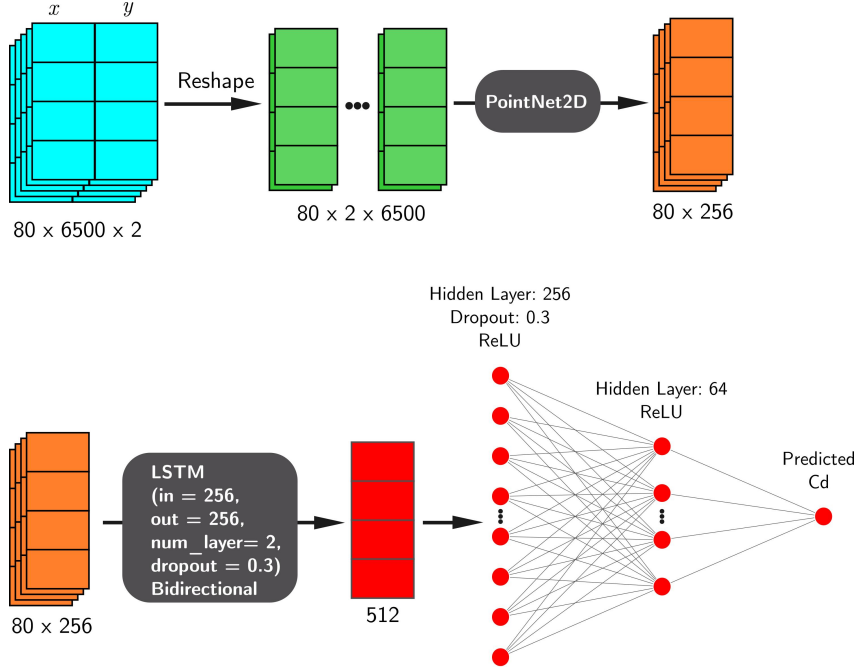 x y
Reshape
PointNet2D
80 x 6500 x 2
80 x 2 x 6500
80 x 256
Hidden Layer: 256
Dropout: 0.3
ReLU
Hidden Layer: 64
ReLU
Predicted
Cd
LSTM
(in = 256,
out = 256,
num_layer= 2,
dropout = 0.3)
Bidirectional
80 x 256
512